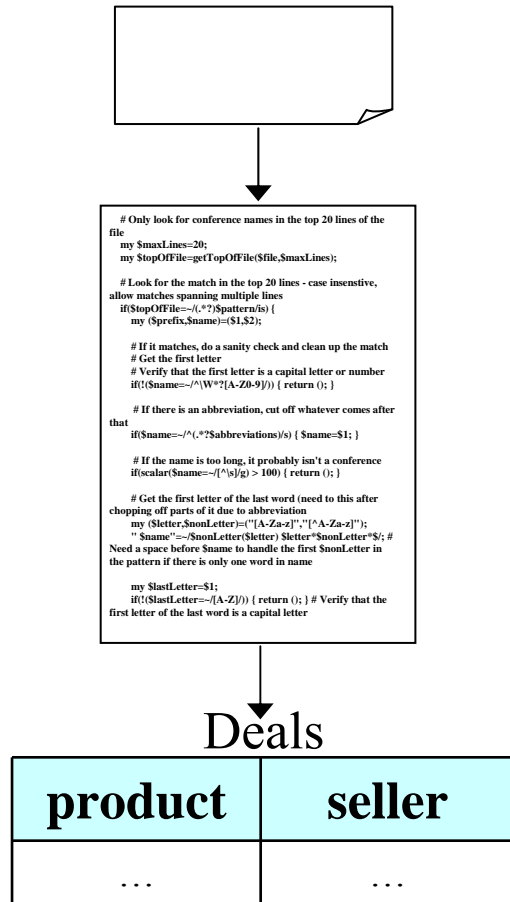 # Only look for conference names in the top 20 lines of the
file
my $maxLines=20;
my $topOfFile=getTopOfFile($file,$maxLines);
# Look for the match in the top 20 lines - case insenstive,
allow matches spanning multiple lines
if($topOfFile=~/(.*?)$pattern/is) {
my ($prefix,$name)=($1,$2);
# If it matches, do a sanity check and clean up the match
# Get the first letter
# Verify that the first letter is a capital letter or number
if(!($name=~/^\W*?[A-Z0-9]/)) { return (); }
# If there is an abbreviation, cut off whatever comes after
that
if($name=~/^(.*?$abbreviations)/s) { $name=$1; }
# If the name is too long, it probably isn't a conference
if(scalar($name=~/[^\s]/g) > 100) { return (); }
# Get the first letter of the last word (need to this after
chopping off parts of it due to abbreviation
my ($letter,$nonLetter)=("[A-Za-z]","[^A-Za-z]");
" $name"=~/$nonLetter($letter) $letter*$nonLetter*$/; #
Need a space before $name to handle the first $nonLetter in
the pattern if there is only one word in name
my $lastLetter=$1;
if(!($lastLetter=~/[A-Z]/)) { return (); } # Verify that the
first letter of the last word is a capital letter
Deals
product seller
… …